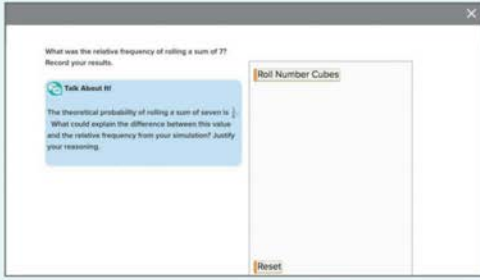 What was the relative frequency of rolling a sum of 7?
Record your results.
Talk About It!
The theoretical probability of rolling a sum of seven is 1/6.
What could explain the difference between this value
and the relative frequency from your simulation? Justify
your reasoning.
Roll Number Cubes
Reset